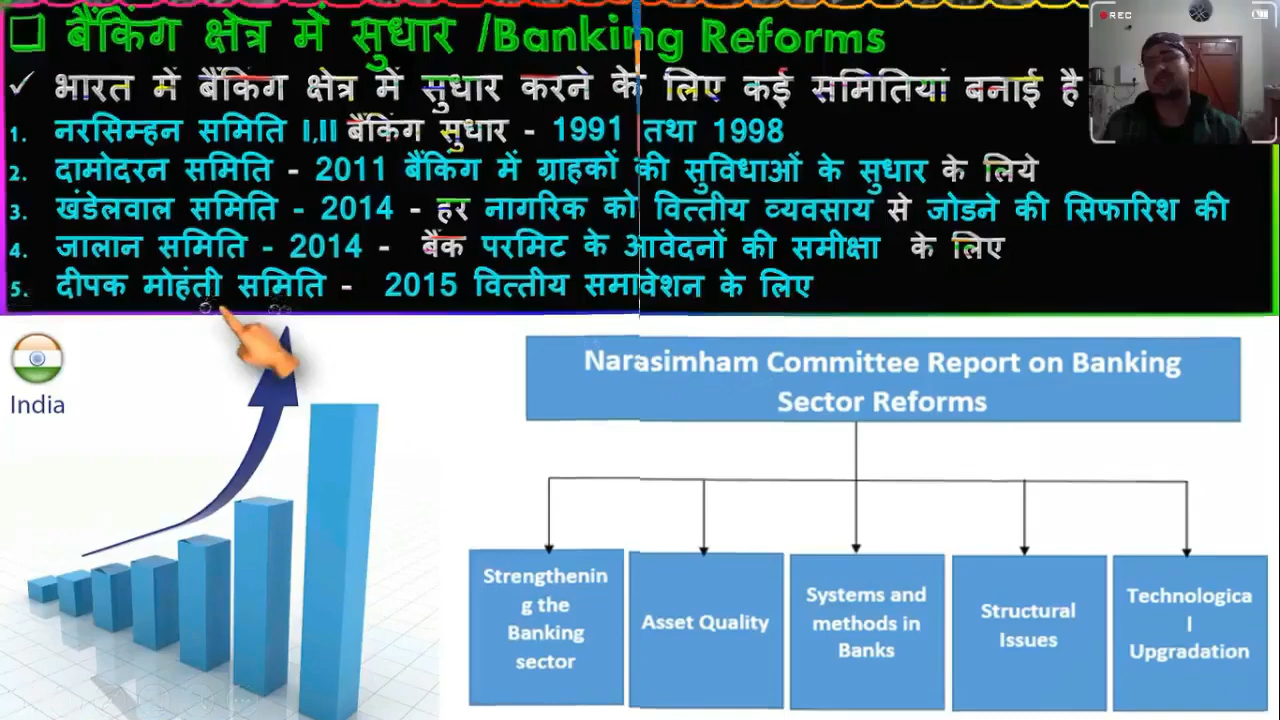 ❑ बैंकिंग क्षेत्र में सुधार /Banking Reforms
✓ भारत में बैंकिंग क्षेत्र में सुधार करने के लिए कई समितियां बनाई है
1. नरसिम्हन समिति I,II बैंकिंग सुधार - 1991 तथा 1998
2. दामोदरन समिति - 2011 बैंकिंग में ग्राहकों की सुविधाओं के सुधार के लिये
3. खंडेलवाल समिति - 2014 - हर नागरिक को वित्तीय व्यवसाय से जोडने की सिफारिश की
4. जालान समिति - 2014 - बैंक परमिट के आवेदनों की समीक्षा के लिए
5. दीपक मोहंती समिति - 2015 वित्तीय समावेशन के लिए
REC
India
Narasimham Committee Report on Banking
Sector Reforms
Strengthenin
g the
Banking
sector
Asset Quality
Systems and
methods in
Banks
Structural
Issues
Technologica
l
Upgradation